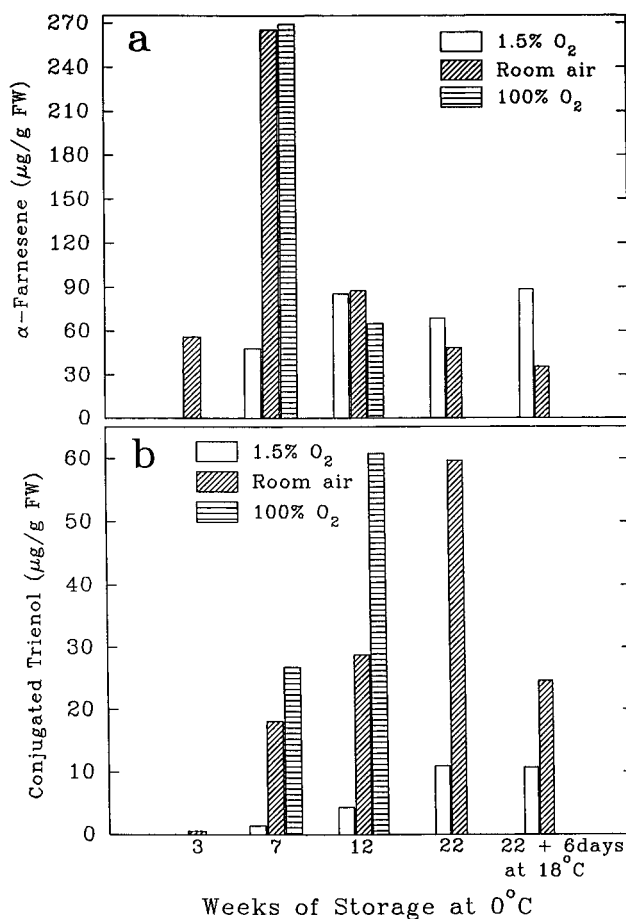 a
1.5% O2
Room air
100% O2
α-Farnesene (μg/g FW)
270
240
210
180
150
120
90
60
30
0
b
1.5% O2
Room air
100% O2
Conjugated Trienol (μg/g FW)
60
50
40
30
20
10
0
3 7 12 22 22 + 6days
at 18°C
Weeks of Storage at 0°C